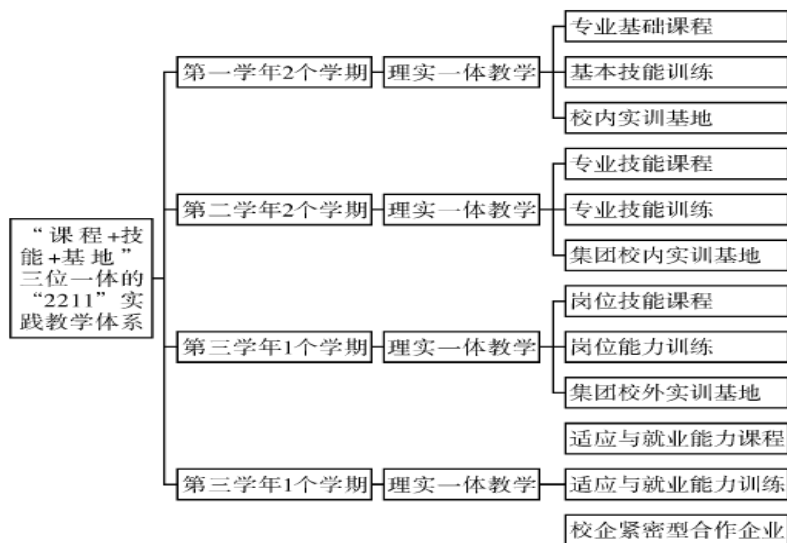 “课程+技
能+基地”
三位一体的
“2211”实
践教学体系
第一学年2个学期
理实一体教学
专业基础课程
基本技能训练
校内实训基地
第二学年2个学期
理实一体教学
专业技能课程
专业技能训练
集团校内实训基地
第三学年1个学期
理实一体教学
岗位技能课程
岗位能力训练
集团校外实训基地
第三学年1个学期
理实一体教学
适应与就业能力课程
适应与就业能力训练
校企紧密型合作企业